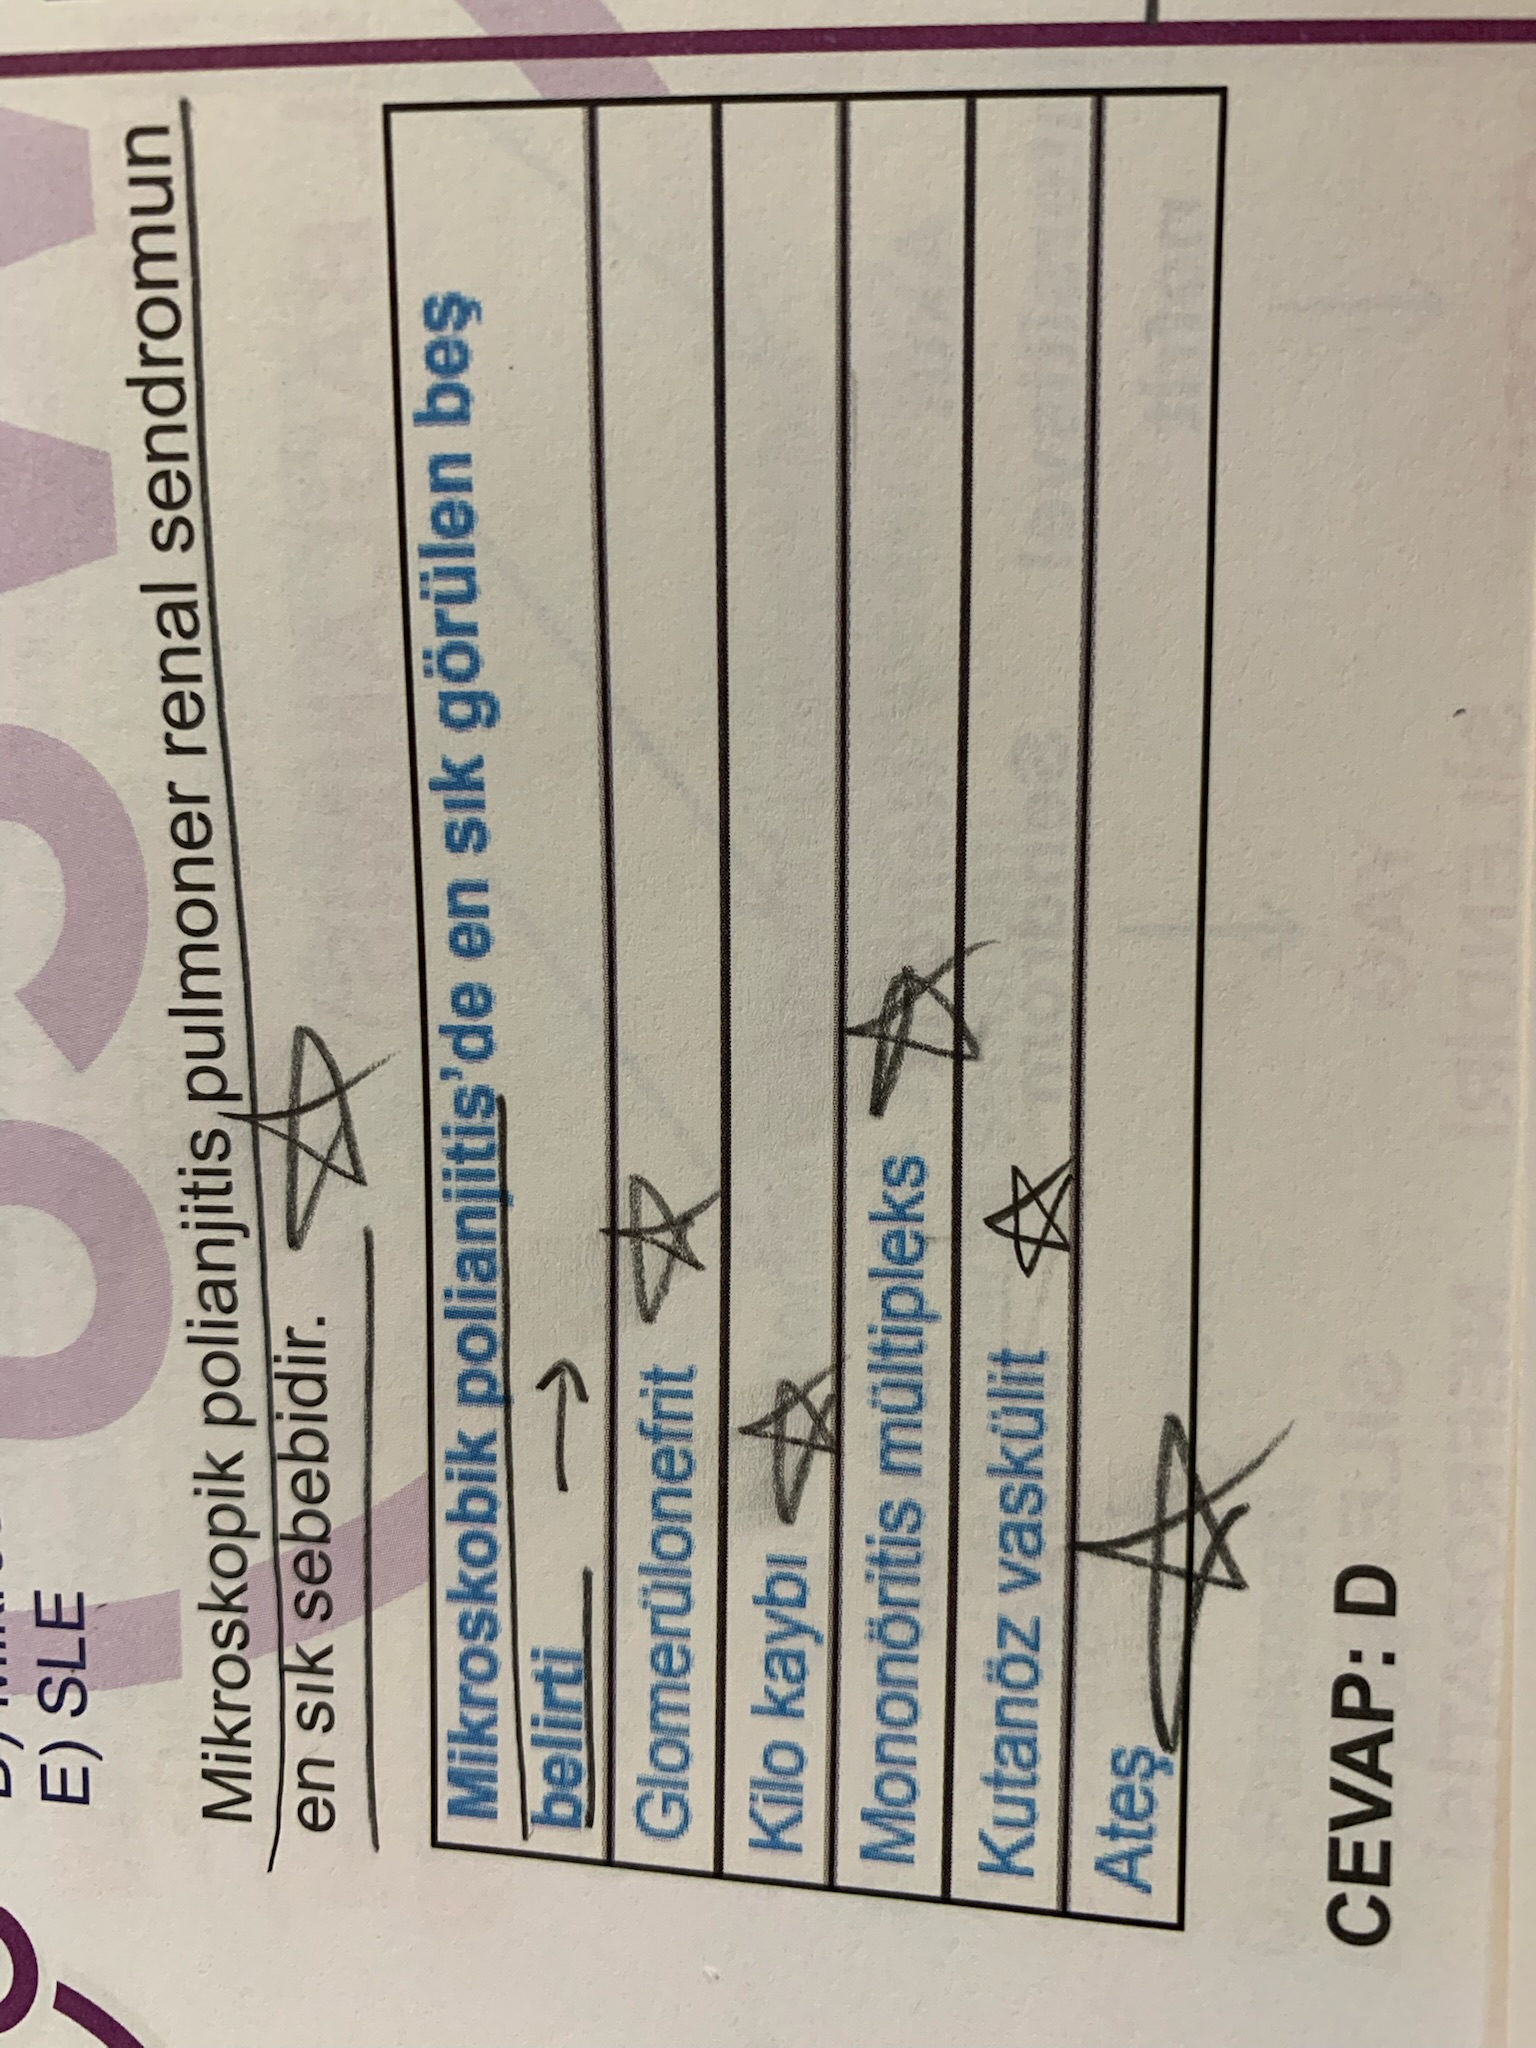 E) SLE
Mikroskopik polianjitis pulmoner renal sendromun
en sık sebebidir.
Mikroskobik polianjitis'de en sık görülen beş
belirti
Glomerülonefrit
Kilo kaybı
Mononöritis mültipleks
Kutanöz vaskülit
Ateş
CEVAP: D